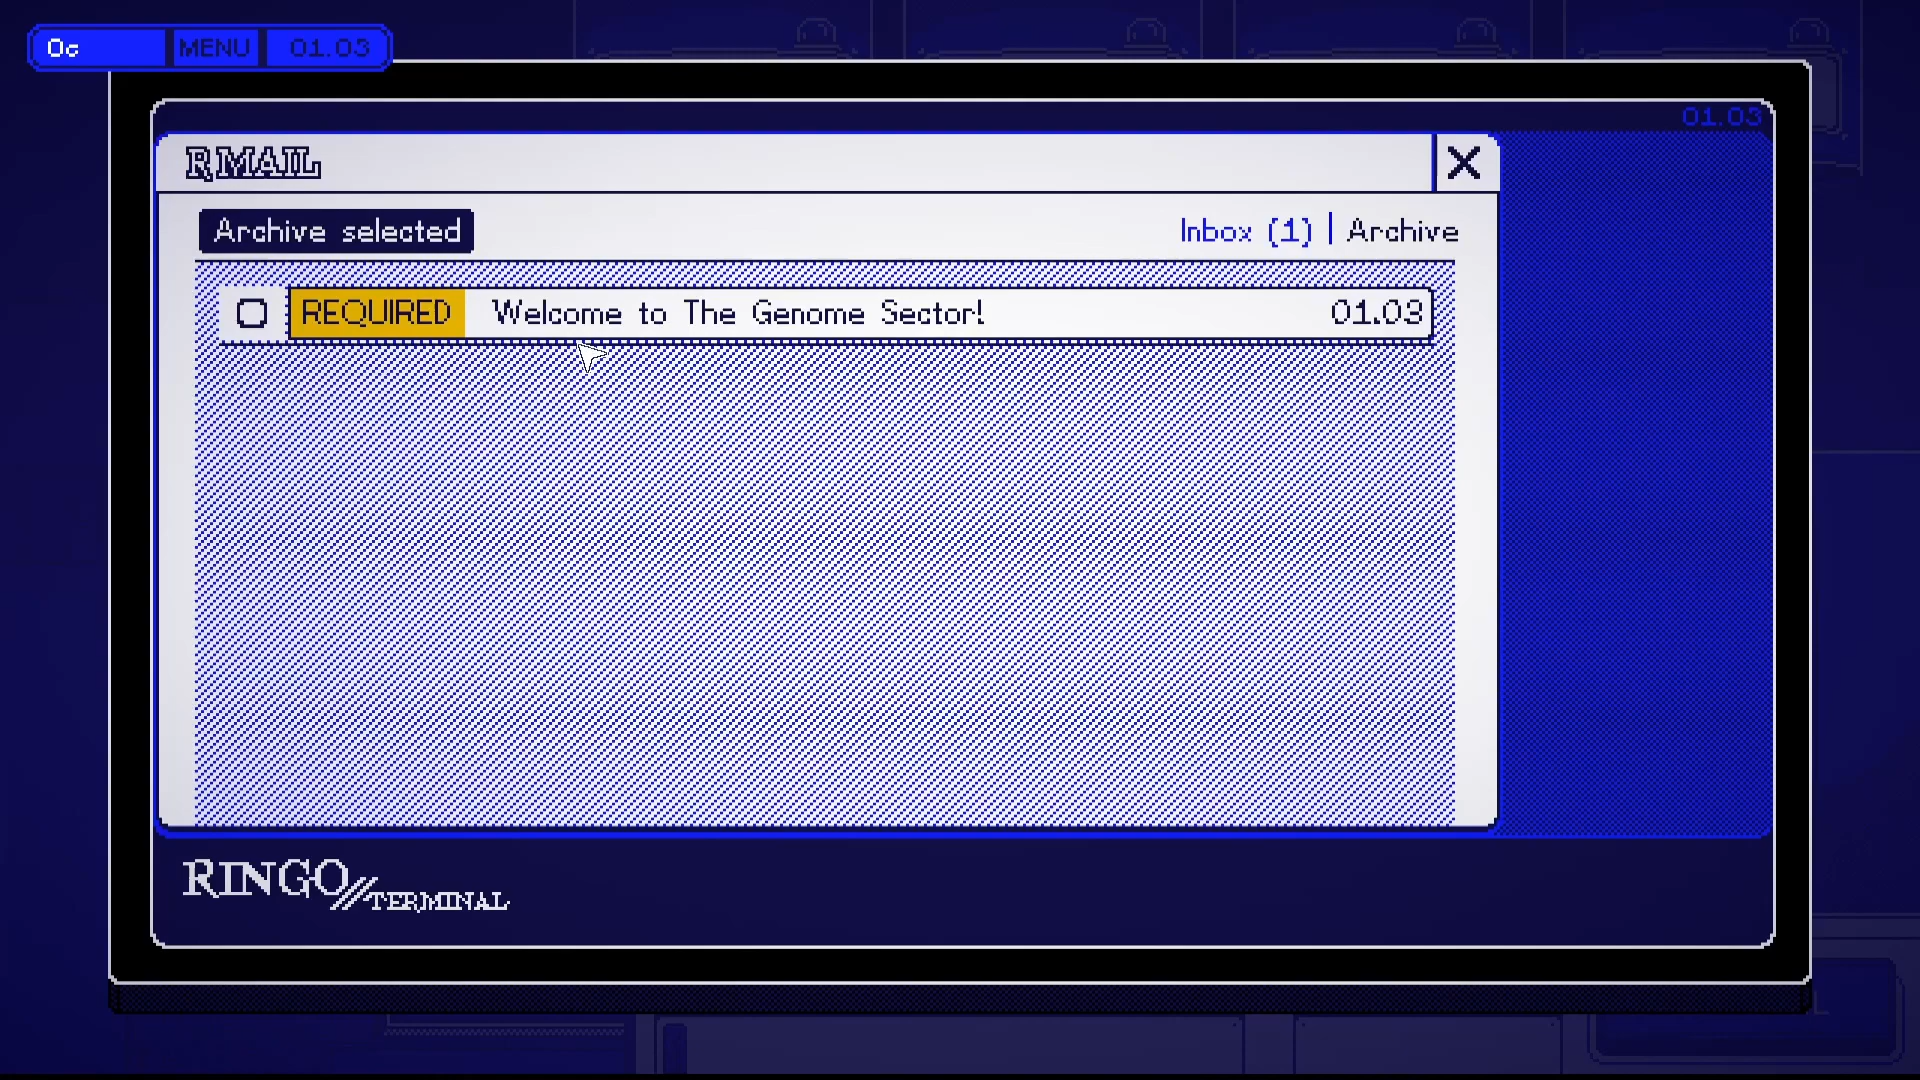 0c MENU 01.03
01.03
RMAIL
Archive selected Inbox (1) | Archive
REQUIRED Welcome to The Genome Sector! 01.03
RINGO//TERMINAL